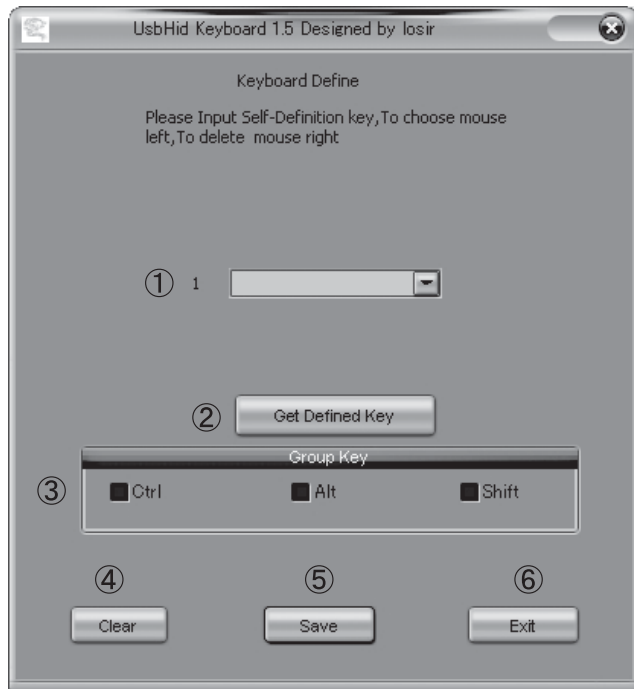 UsbHid Keyboard 1.5 Designed by losir
Keyboard Define
Please Input Self-Definition key,To choose mouse
left,To delete mouse right
① 1
② Get Defined Key
Group Key
③ Ctrl Alt Shift
④ ⑤ ⑥
Clear Save Exit